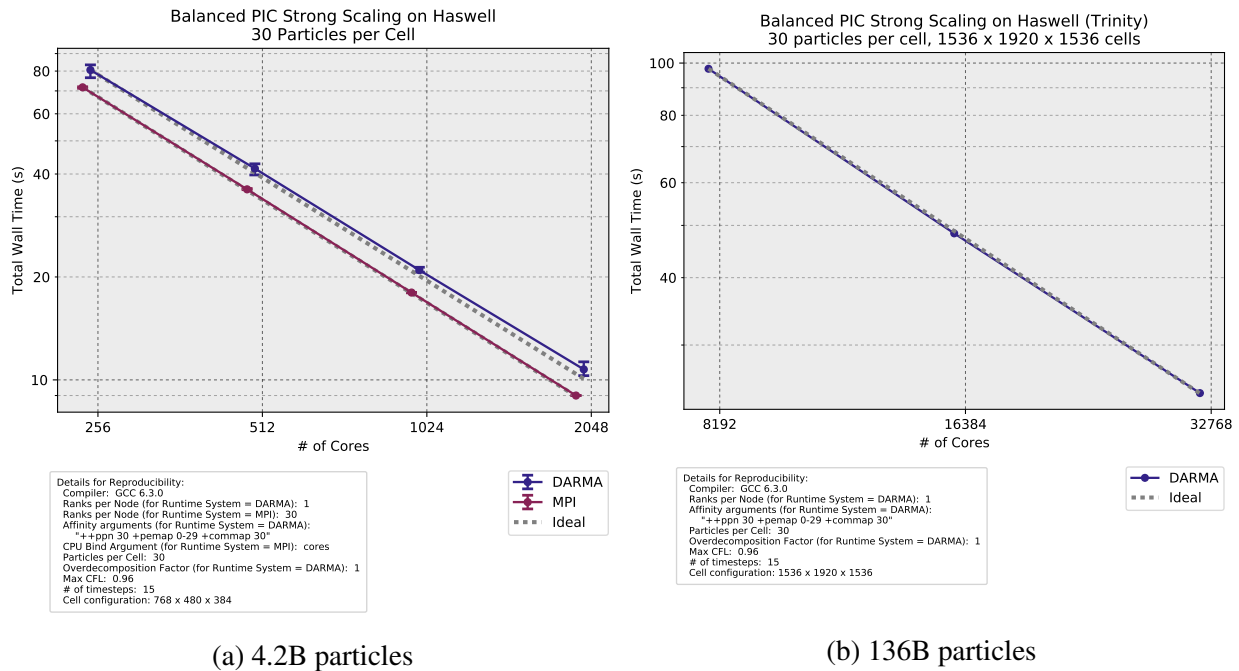 Balanced PIC Strong Scaling on Haswell
30 Particles per Cell
80
60
40
20
10
Total Wall Time (s)
256
512
1024
2048
# of Cores
Details for Reproducibility:
Compiler: GCC 6.3.0
Ranks per Node (for Runtime System = DARMA): 1
Ranks per Node (for Runtime System = MPI): 30
Affinity arguments (for Runtime System = DARMA):
"++ppn 30 +pemap 0-29 +commap 30"
CPU Bind Argument (for Runtime System = MPI): cores
Particles per Cell: 30
Overdecomposition Factor (for Runtime System = DARMA): 1
Max CFL: 0.96
# of timesteps: 15
Cell configuration: 768 x 480 x 384
DARMA
MPI
Ideal
(a) 4.2B particles
Balanced PIC Strong Scaling on Haswell (Trinity)
30 particles per cell, 1536 x 1920 x 1536 cells
100
80
60
40
Total Wall Time (s)
8192
16384
32768
# of Cores
Details for Reproducibility:
Compiler: GCC 6.3.0
Ranks per Node (for Runtime System = DARMA): 1
Affinity arguments (for Runtime System = DARMA):
"++ppn 30 +pemap 0-29 +commap 30"
Particles per Cell: 30
Overdecomposition Factor (for Runtime System = DARMA): 1
Max CFL: 0.96
# of timesteps: 15
Cell configuration: 1536 x 1920 x 1536
DARMA
Ideal
(b) 136B particles